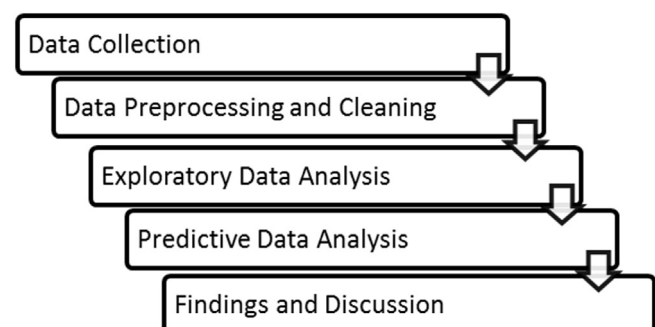 Data Collection
Data Preprocessing and Cleaning
Exploratory Data Analysis
Predictive Data Analysis
Findings and Discussion